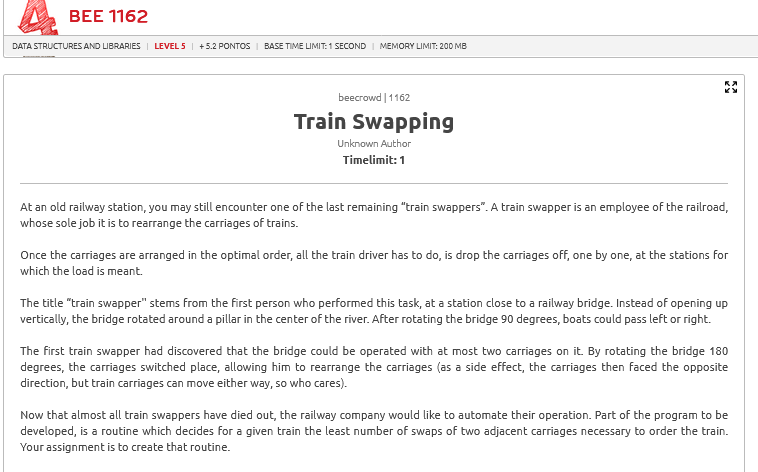 BEE 1162
DATA STRUCTURES AND LIBRARIES | LEVEL 5 | + 5.2 PONTOS | BASE TIME LIMIT: 1 SECOND | MEMORY LIMIT: 200 MB
beecrowd | 1162
Train Swapping
Unknown Author
Timelimit: 1
At an old railway station, you may still encounter one of the last remaining “train swappers”. A train swapper is an employee of the railroad,
whose sole job it is to rearrange the carriages of trains.
Once the carriages are arranged in the optimal order, all the train driver has to do, is drop the carriages off, one by one, at the stations for
which the load is meant.
The title “train swapper" stems from the first person who performed this task, at a station close to a railway bridge. Instead of opening up
vertically, the bridge rotated around a pillar in the center of the river. After rotating the bridge 90 degrees, boats could pass left or right.
The first train swapper had discovered that the bridge could be operated with at most two carriages on it. By rotating the bridge 180
degrees, the carriages switched place, allowing him to rearrange the carriages (as a side effect, the carriages then faced the opposite
direction, but train carriages can move either way, so who cares).
Now that almost all train swappers have died out, the railway company would like to automate their operation. Part of the program to be
developed, is a routine which decides for a given train the least number of swaps of two adjacent carriages necessary to order the train.
Your assignment is to create that routine.